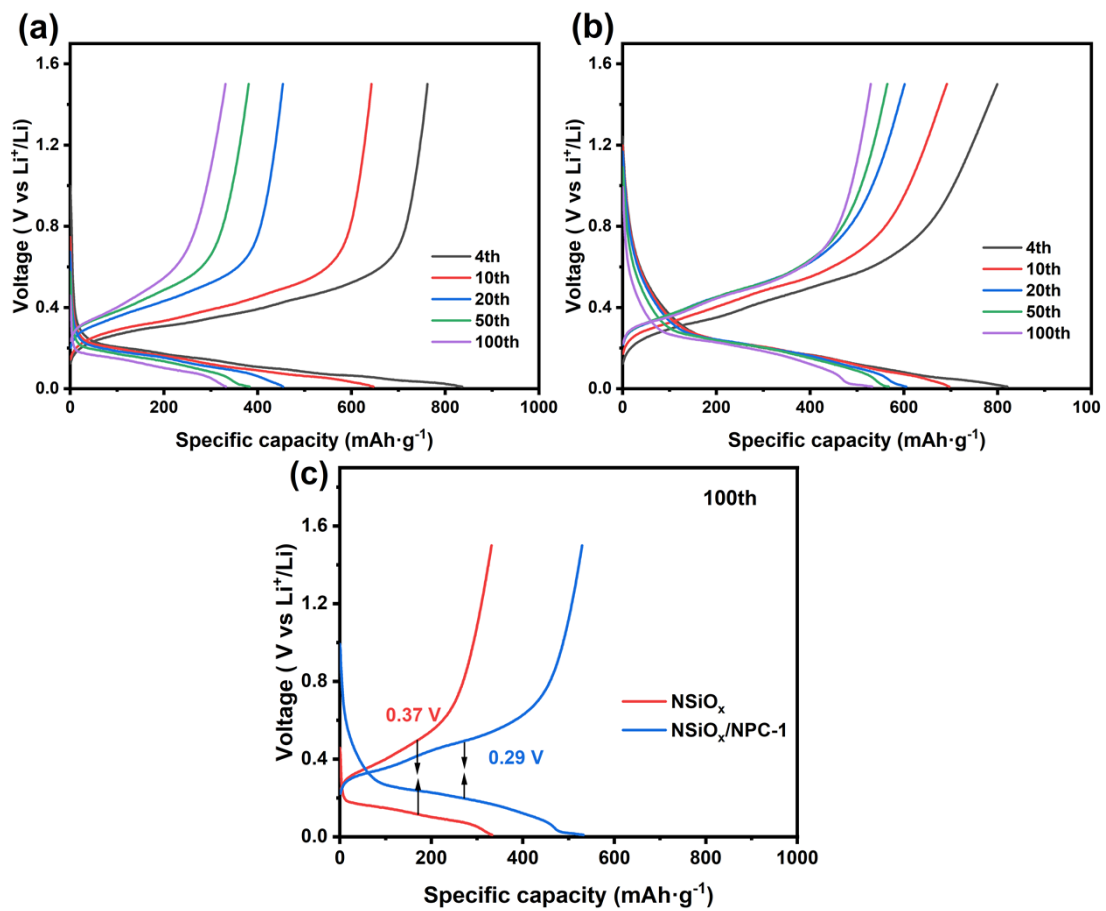 (a)
Voltage ( V vs Li⁺/Li)
1.6
1.2
0.8
0.4
0.0
4th
10th
20th
50th
100th
0
200
400
600
800
1000
Specific capacity (mAh·g⁻¹)
(b)
Voltage ( V vs Li⁺/Li)
1.6
1.2
0.8
0.4
0.0
4th
10th
20th
50th
100th
0
200
400
600
800
100
Specific capacity (mAh·g⁻¹)
(c)
100th
Voltage ( V vs Li⁺/Li)
1.6
1.2
0.8
0.4
0.0
NSiOₓ
NSiOₓ/NPC-1
0.37 V
0.29 V
0
200
400
600
800
1000
Specific capacity (mAh·g⁻¹)